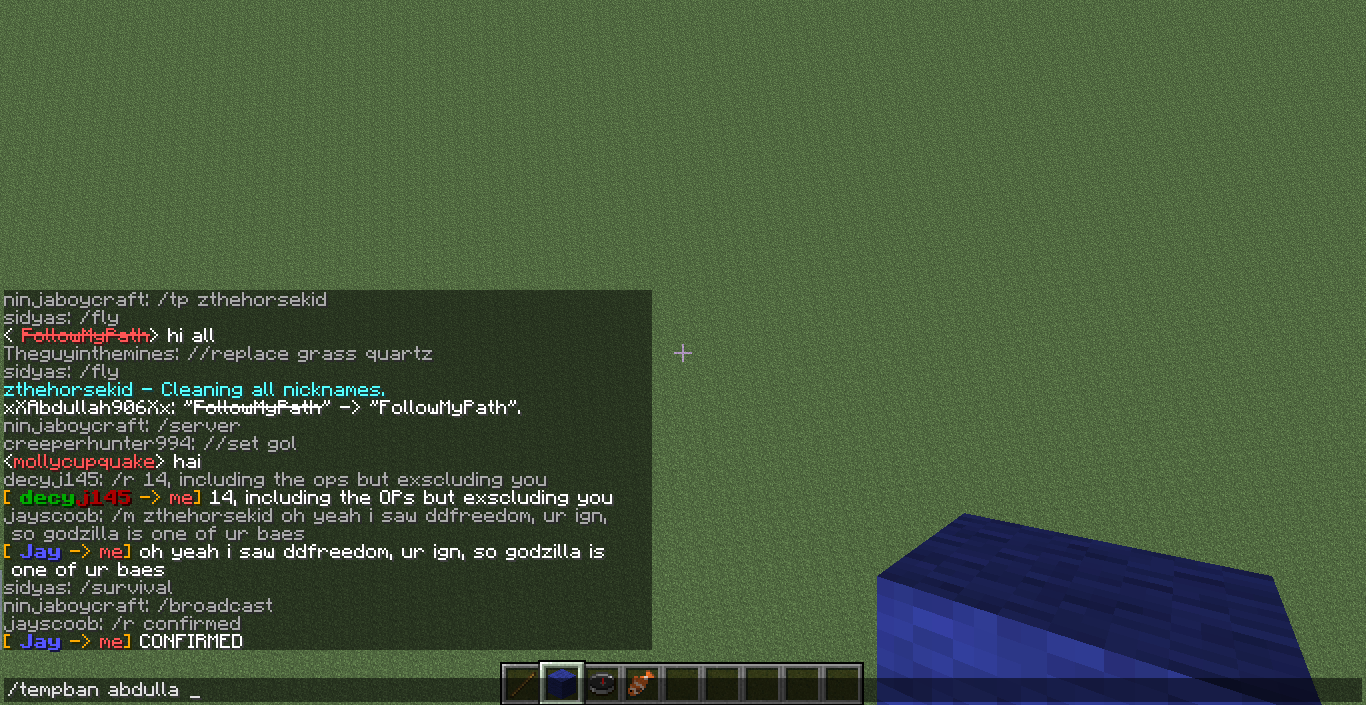 ninjaboycraft: /tp zthehorsekid
sidyas: /fly
< FollowMyPath> hi all
Theguyinthemines: //replace grass quartz
sidyas: /fly
zthehorsekid - Cleaning all nicknames.
xXAbdullah906Xx: "FollowMyPath" -> "FollowMyPath".
ninjaboycraft: /server
creeperhunter994: //set gol
<mollycupquake> hai
decyj145: /r 14, including the ops but exscluding you
[ decyj145 -> me] 14, including the OPs but exscluding you
jayscoob: /m zthehorsekid oh yeah i saw ddfreedom, ur ign,
so godzilla is one of ur baes
[ Jay -> me] oh yeah i saw ddfreedom, ur ign, so godzilla is
one of ur baes
sidyas: /survival
ninjaboycraft: /broadcast
jayscoob: /r confirmed
[ Jay -> me] CONFIRMED
/tempban abdulla _